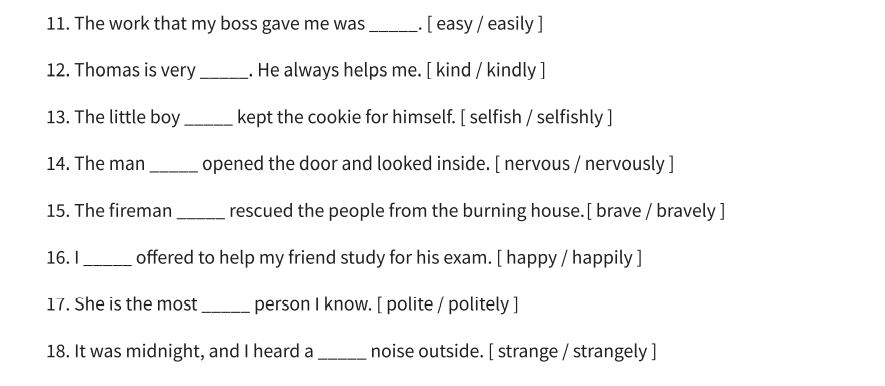 11. The work that my boss gave me was _____. [ easy / easily ]
12. Thomas is very _____. He always helps me. [ kind / kindly ]
13. The little boy _____ kept the cookie for himself. [ selfish / selfishly ]
14. The man _____ opened the door and looked inside. [ nervous / nervously ]
15. The fireman _____ rescued the people from the burning house.[ brave / bravely ]
16. I _____ offered to help my friend study for his exam. [ happy / happily ]
17. She is the most _____ person I know. [ polite / politely ]
18. It was midnight, and I heard a _____ noise outside. [ strange / strangely ]